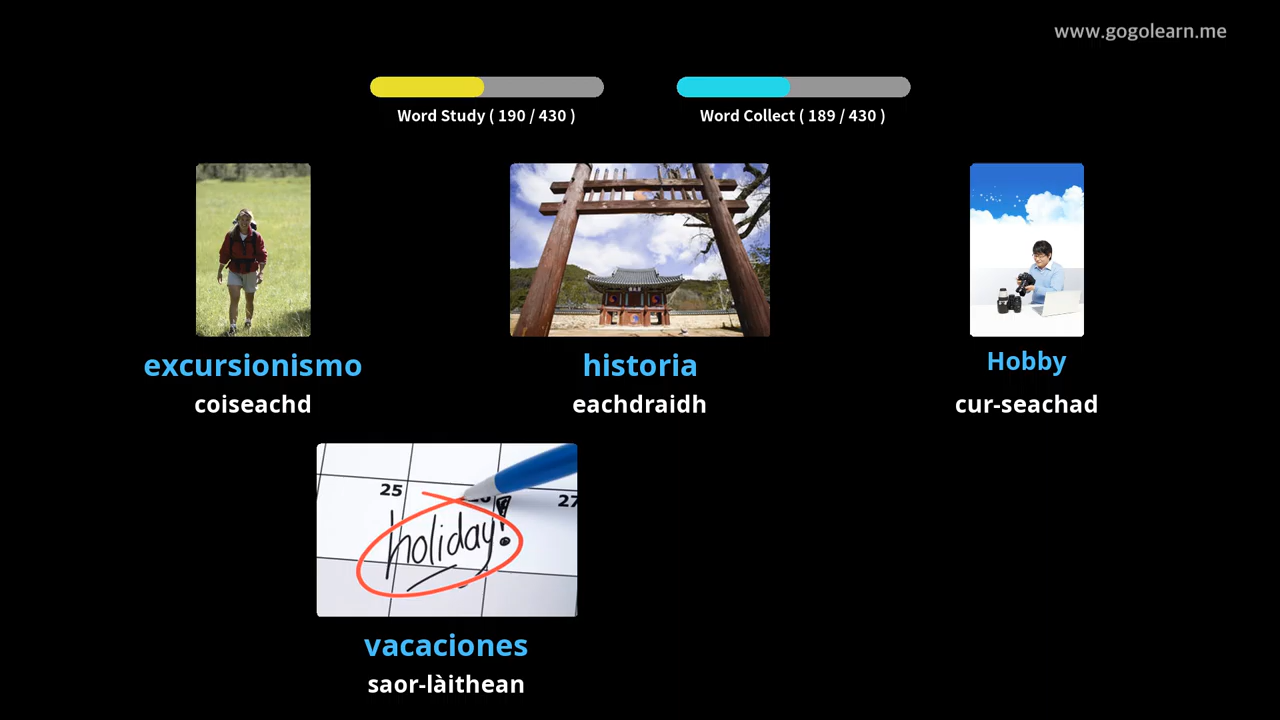 www.gogolearn.me
Word Study ( 190 / 430 )
Word Collect ( 189 / 430 )
excursionismo
coiseachd
historia
eachdraidh
Hobby
cur-seachad
25
27
holiday!
vacaciones
saor-làithean